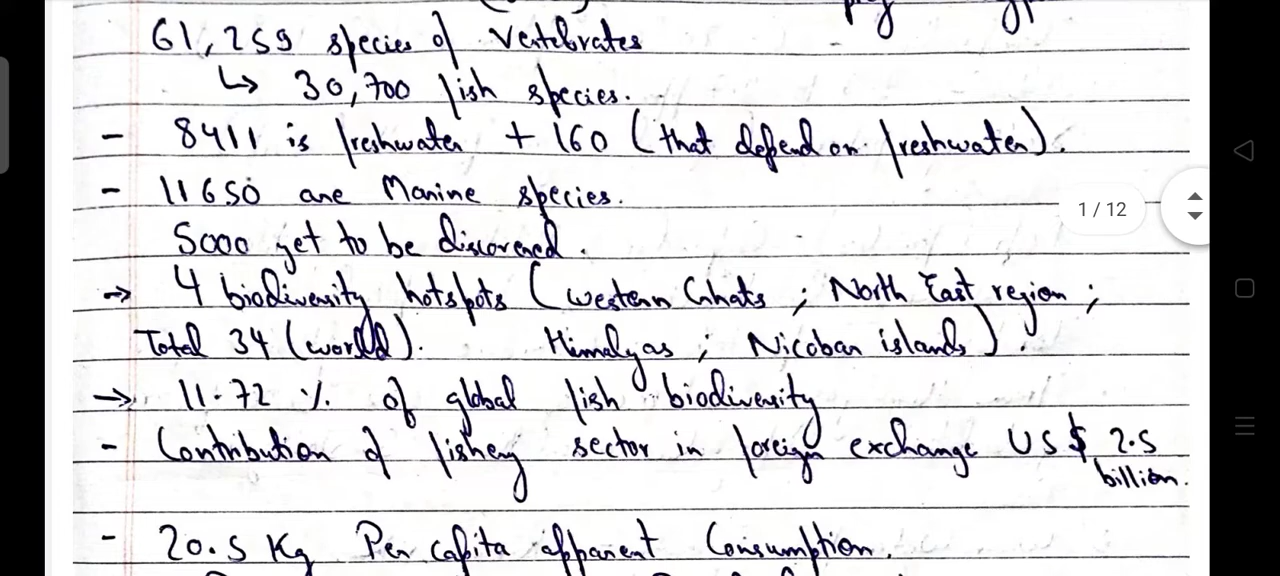 61,259 species of Vertebrates
↳ 30,700 fish species.
- 8411 is freshwater + 160 (that depend on freshwater).
- 11650 are Marine species.
1 / 12
5000 yet to be discovered.
→ 4 biodiversity hotspots (Western Ghats ; North East region ;
Total 34 (world). Himalyas ; Nicobar islands).
→ 11.72 % of global fish biodiversity
- Contribution of fishery sector in foreign exchange US $ 2.5
billion.
- 20.5 Kg Per capita apparent Consumption.